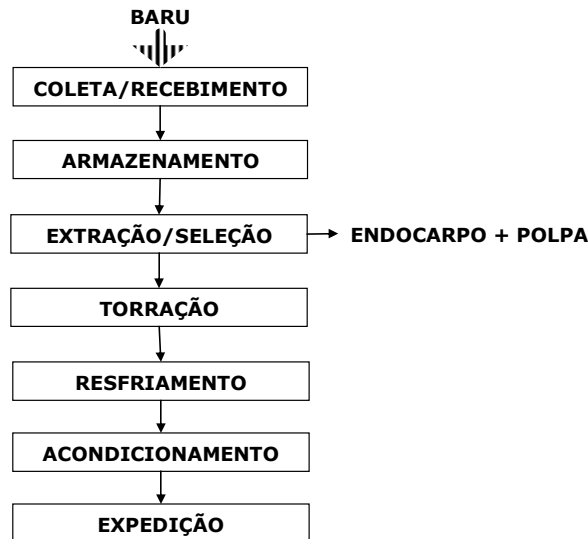 BARU
COLETA/RECEBIMENTO
ARMAZENAMENTO
EXTRAÇÃO/SELEÇÃO
ENDOCARPO + POLPA
TORRAÇÃO
RESFRIAMENTO
ACONDICIONAMENTO
EXPEDIÇÃO